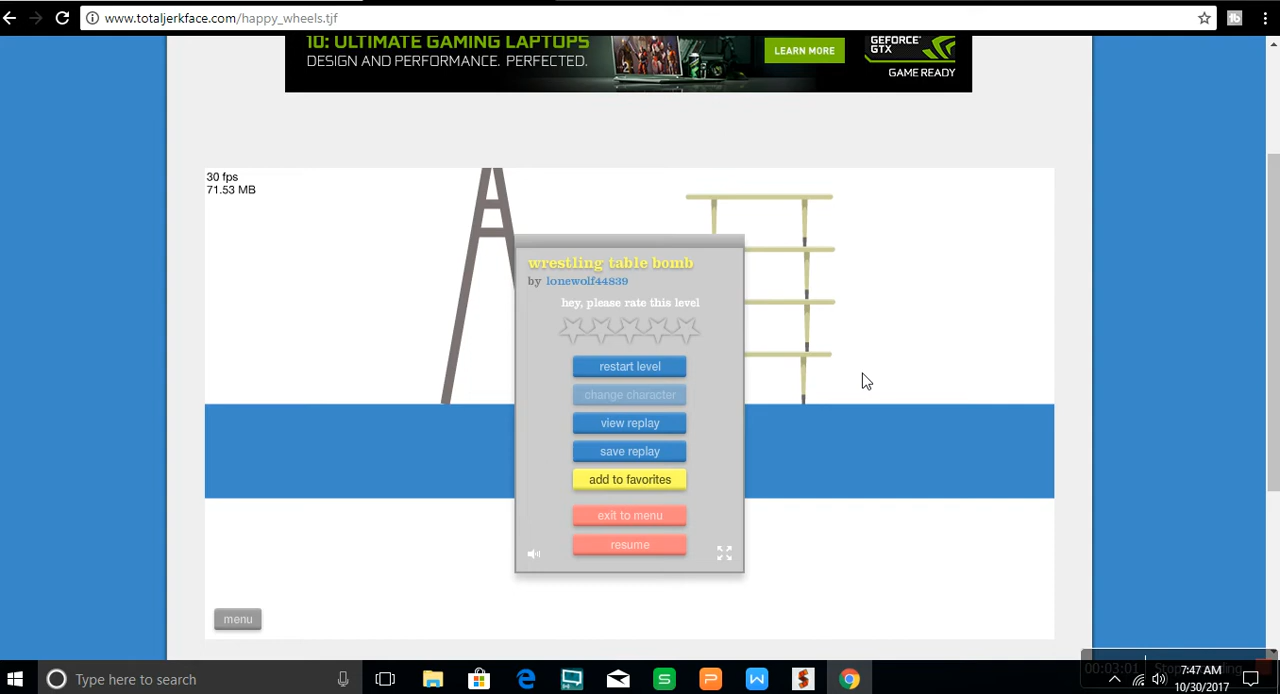 www.totaljerkface.com/happy_wheels.tjf
10: ULTIMATE GAMING LAPTOPS
DESIGN AND PERFORMANCE. PERFECTED.
LEARN MORE
GEFORCE
GTX
GAME READY
30 fps
71.53 MB
wrestling table bomb
by lonewolf44839
hey, please rate this level
restart level
change character
view replay
save replay
add to favorites
exit to menu
resume
menu
Type here to search
00:03:01
7:47 AM
10/30/2017